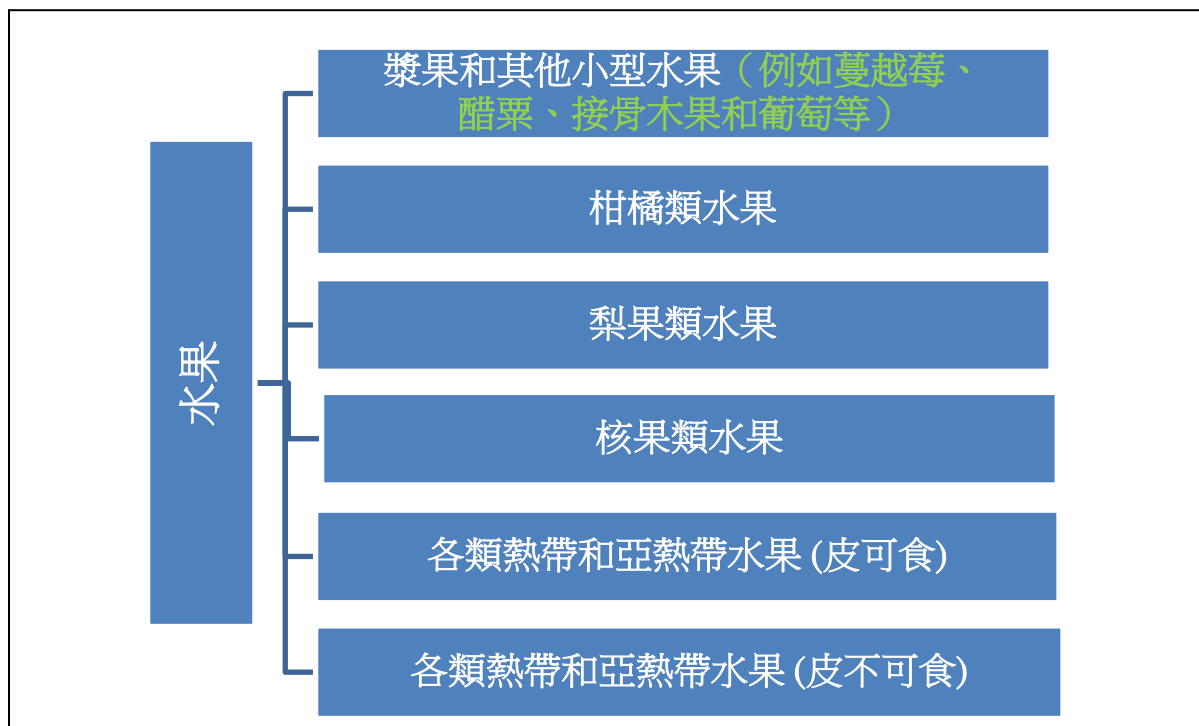 水果
漿果和其他小型水果（例如蔓越莓、
醋粟、接骨木果和葡萄等）
柑橘類水果
梨果類水果
核果類水果
各類熱帶和亞熱帶水果 (皮可食)
各類熱帶和亞熱帶水果 (皮不可食)